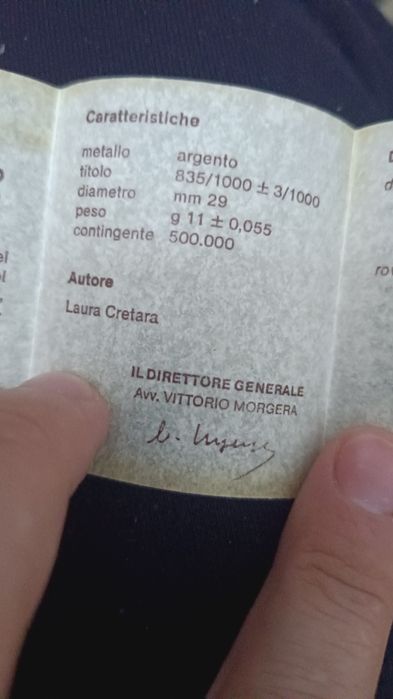 Caratteristiche
metallo argento
titolo 835/1000 ± 3/1000
diametro mm 29
peso g 11 ± 0,055
contingente 500.000
Autore
Laura Cretara
IL DIRETTORE GENERALE
Avv. VITTORIO MORGERA